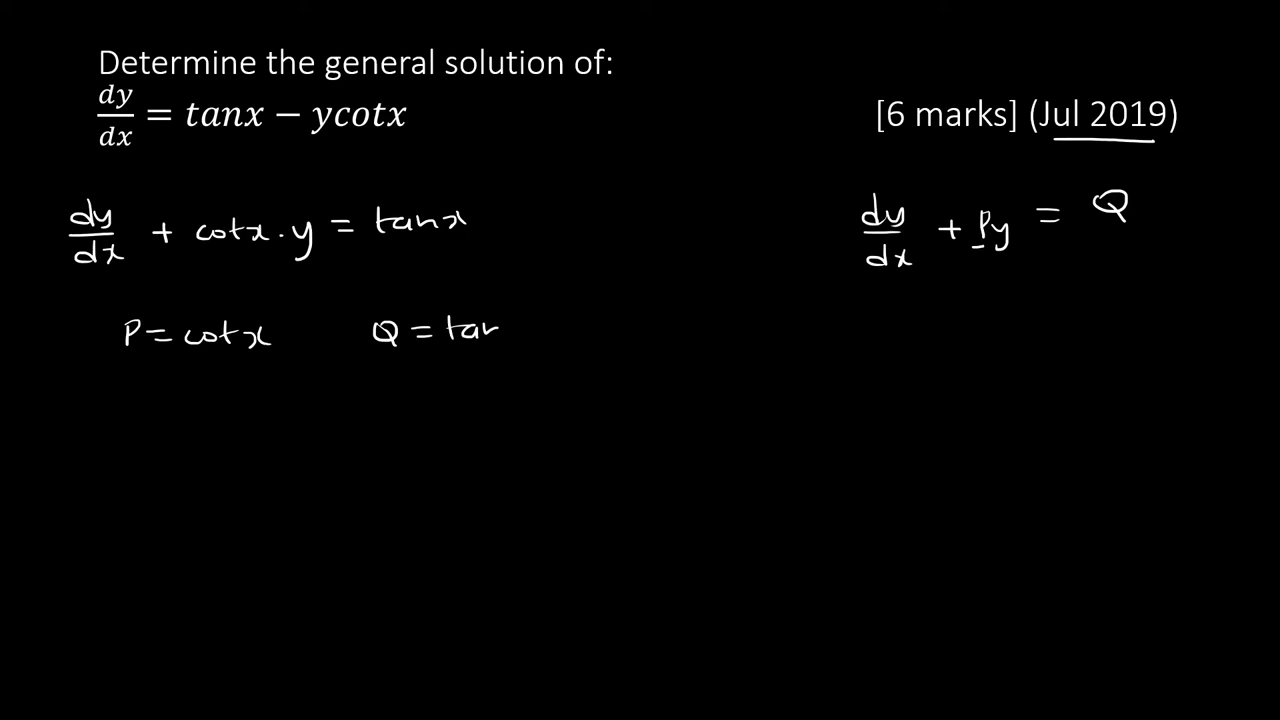 Determine the general solution of:
dy/dx = tanx − ycotx [6 marks] (Jul 2019)
dy/dx + cotx . y = tanx dy/dx + Py = Q
P = cotx Q = tan